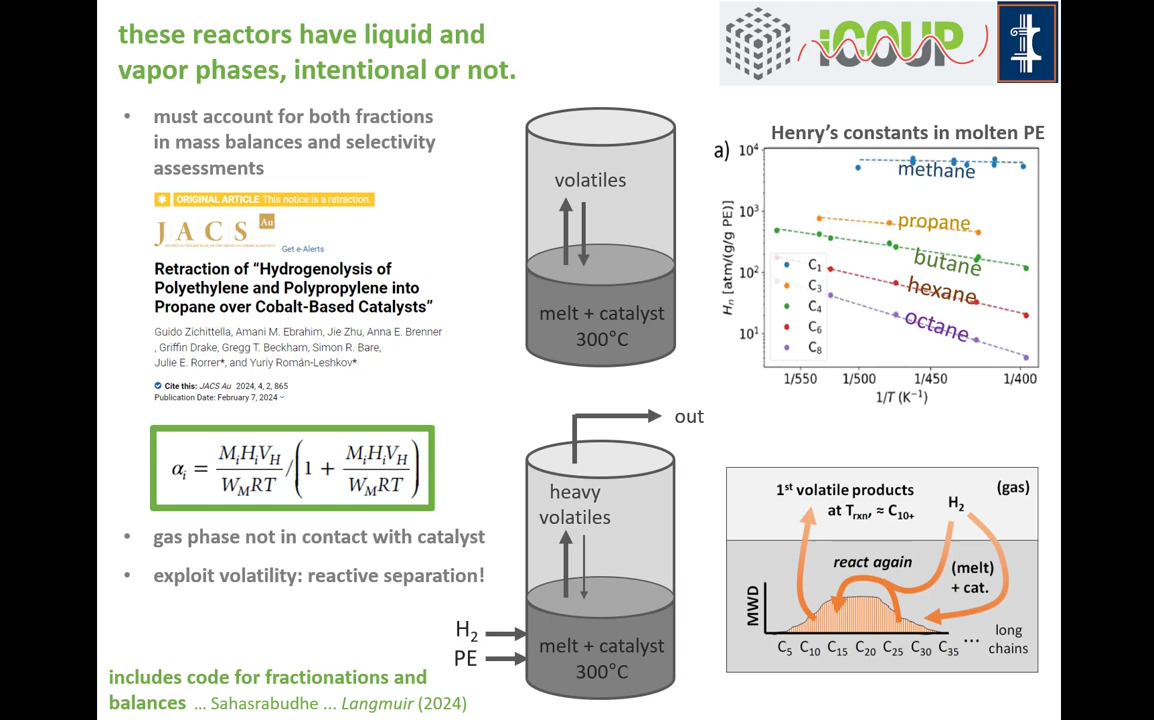 these reactors have liquid and
vapor phases, intentional or not.
iCOUP
• must account for both fractions
in mass balances and selectivity
assessments
ORIGINAL ARTICLE This notice is a retraction.
JACS Au
Get e-Alerts
Retraction of “Hydrogenolysis of
Polyethylene and Polypropylene into
Propane over Cobalt-Based Catalysts”
Guido Zichittella, Amani M. Ebrahim, Jie Zhu, Anna E. Brenner
, Griffin Drake, Gregg T. Beckham, Simon R. Bare,
Julie E. Rorrer*, and Yuriy Román-Leshkov*
Cite this: JACS Au 2024, 4, 2, 865
Publication Date: February 7, 2024
αᵢ = MᵢHᵢV_H / W_MRT / (1 + MᵢHᵢV_H / W_MRT)
• gas phase not in contact with catalyst
• exploit volatility: reactive separation!
includes code for fractionations and
balances ... Sahasrabudhe ... Langmuir (2024)
volatiles
melt + catalyst
300°C
out
heavy
volatiles
H₂
PE
melt + catalyst
300°C
Henry’s constants in molten PE
a)
10⁴
10³
10²
10¹
Hₙ [atm/(g/g PE)]
methane
propane
butane
hexane
octane
C₁
C₃
C₄
C₆
C₈
1/550 1/500 1/450 1/400
1/T (K⁻¹)
1ˢᵗ volatile products
at T_rxn, ≈ C₁₀₊
H₂
(gas)
react again
(melt)
+ cat.
MWD
C₅ C₁₀ C₁₅ C₂₀ C₂₅ C₃₀ C₃₅ ... long
chains